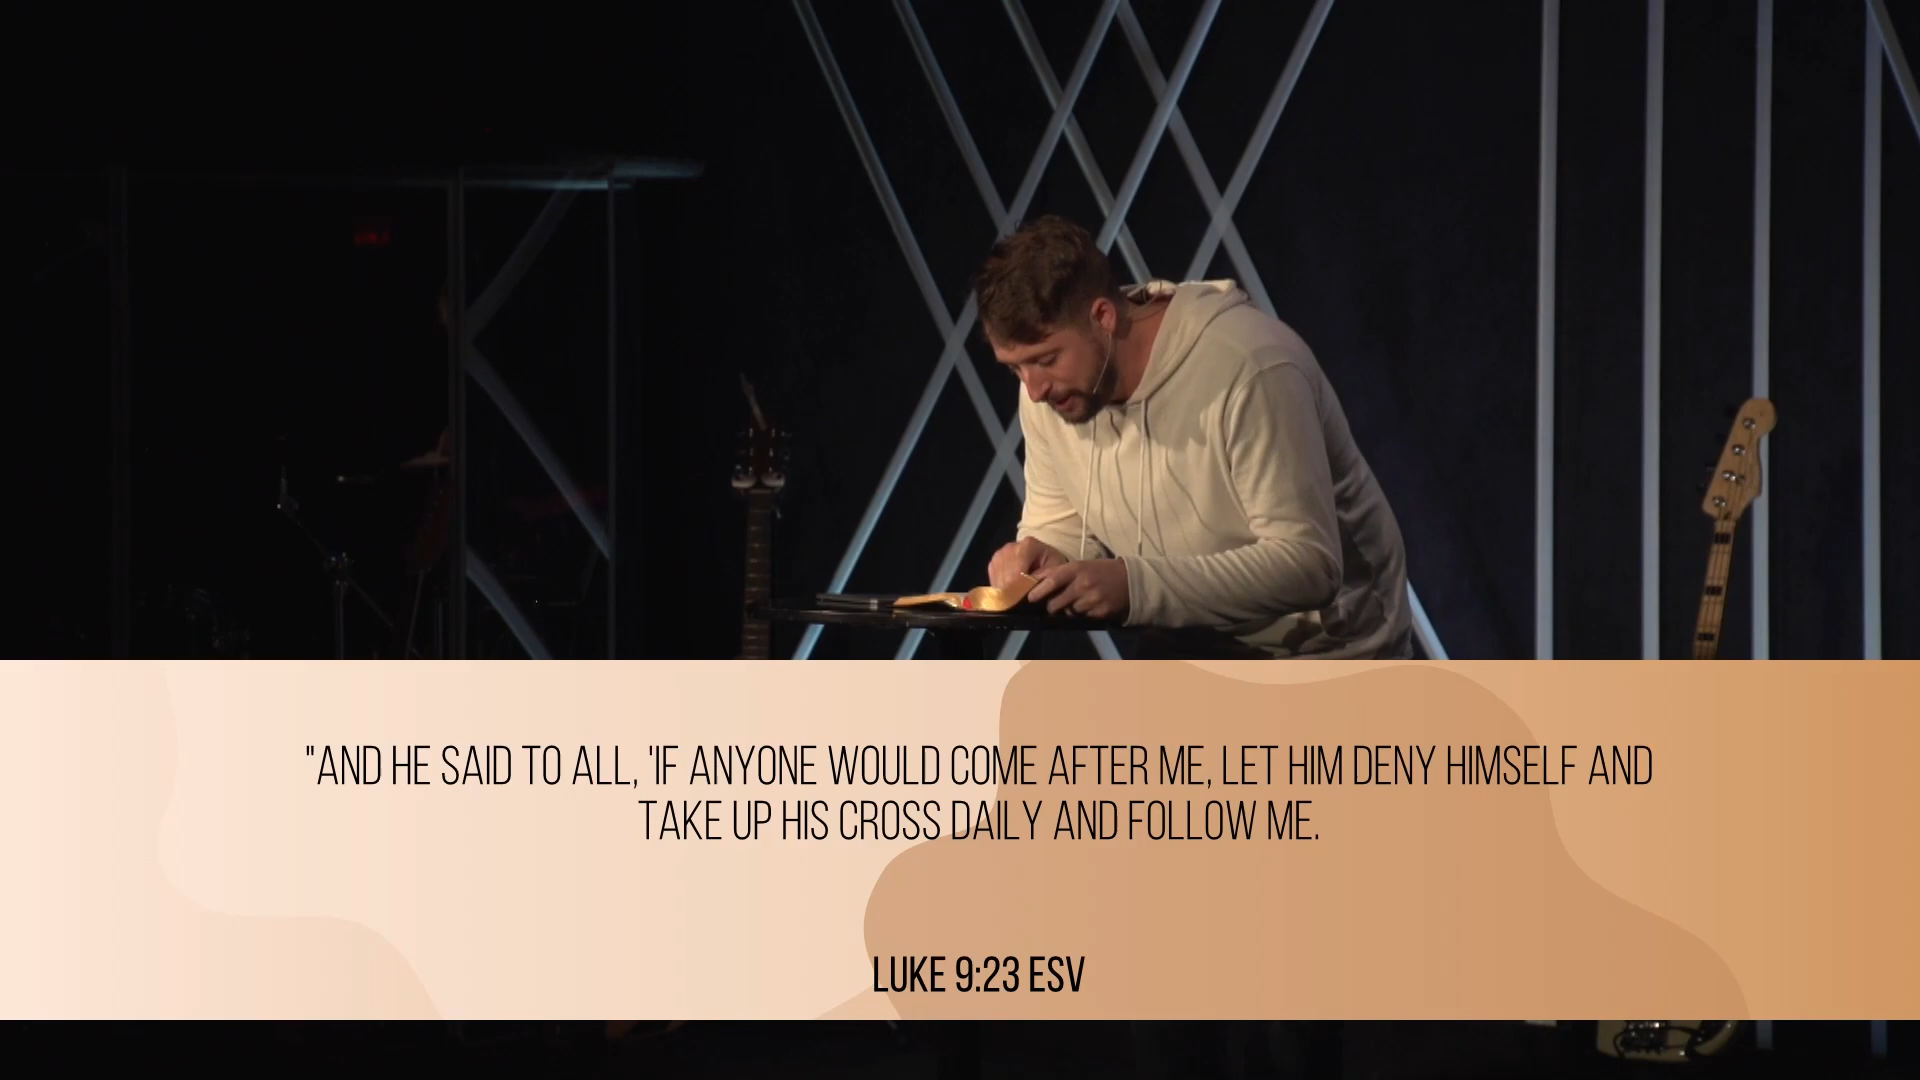 "AND HE SAID TO ALL, 'IF ANYONE WOULD COME AFTER ME, LET HIM DENY HIMSELF AND
TAKE UP HIS CROSS DAILY AND FOLLOW ME.
LUKE 9:23 ESV